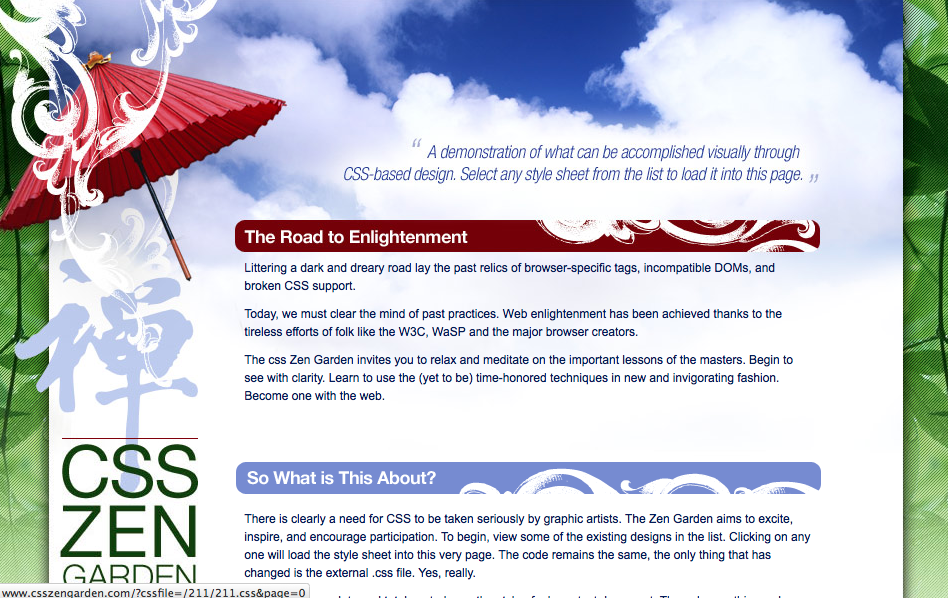 “ A demonstration of what can be accomplished visually through
CSS-based design. Select any style sheet from the list to load it into this page. ”
The Road to Enlightenment
Littering a dark and dreary road lay the past relics of browser-specific tags, incompatible DOMs, and
broken CSS support.
Today, we must clear the mind of past practices. Web enlightenment has been achieved thanks to the
tireless efforts of folk like the W3C, WaSP and the major browser creators.
The css Zen Garden invites you to relax and meditate on the important lessons of the masters. Begin to
see with clarity. Learn to use the (yet to be) time-honored techniques in new and invigorating fashion.
Become one with the web.
禅
CSS
ZEN
GARDEN
So What is This About?
There is clearly a need for CSS to be taken seriously by graphic artists. The Zen Garden aims to excite,
inspire, and encourage participation. To begin, view some of the existing designs in the list. Clicking on any
one will load the style sheet into this very page. The code remains the same, the only thing that has
changed is the external .css file. Yes, really.
www.csszengarden.com/?cssfile=/211/211.css&page=0